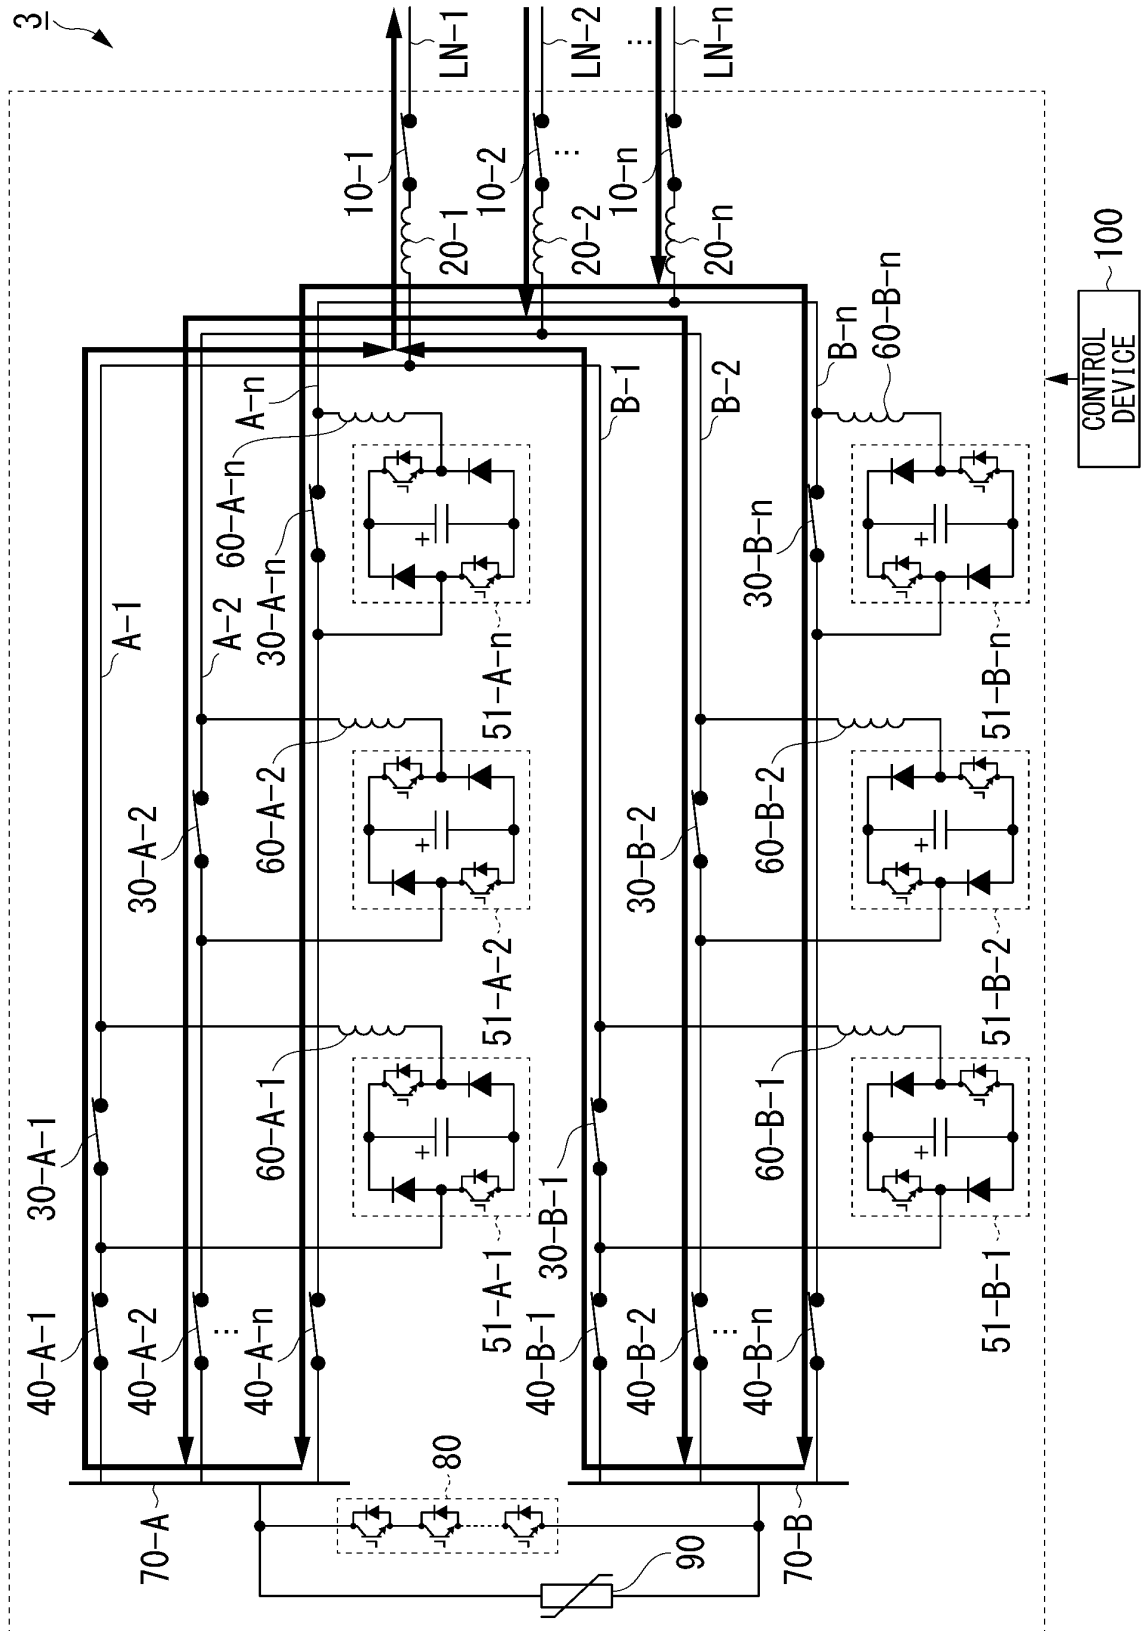 3
LN-1
LN-2
...
LN-n
10-1
10-2
...
10-n
20-1
20-2
20-n
100
CONTROL
DEVICE
A-n
60-A-n
30-A-n
B-1
B-2
B-n
60-B-n
A-1
A-2
51-A-n
30-B-n
51-B-n
30-A-2
60-A-2
51-A-2
30-B-2
60-B-2
51-B-2
30-A-1
60-A-1
51-A-1
30-B-1
60-B-1
51-B-1
40-A-1
40-A-2
...
40-A-n
40-B-1
40-B-2
...
40-B-n
+
+
+
+
+
+
70-A
80
90
70-B